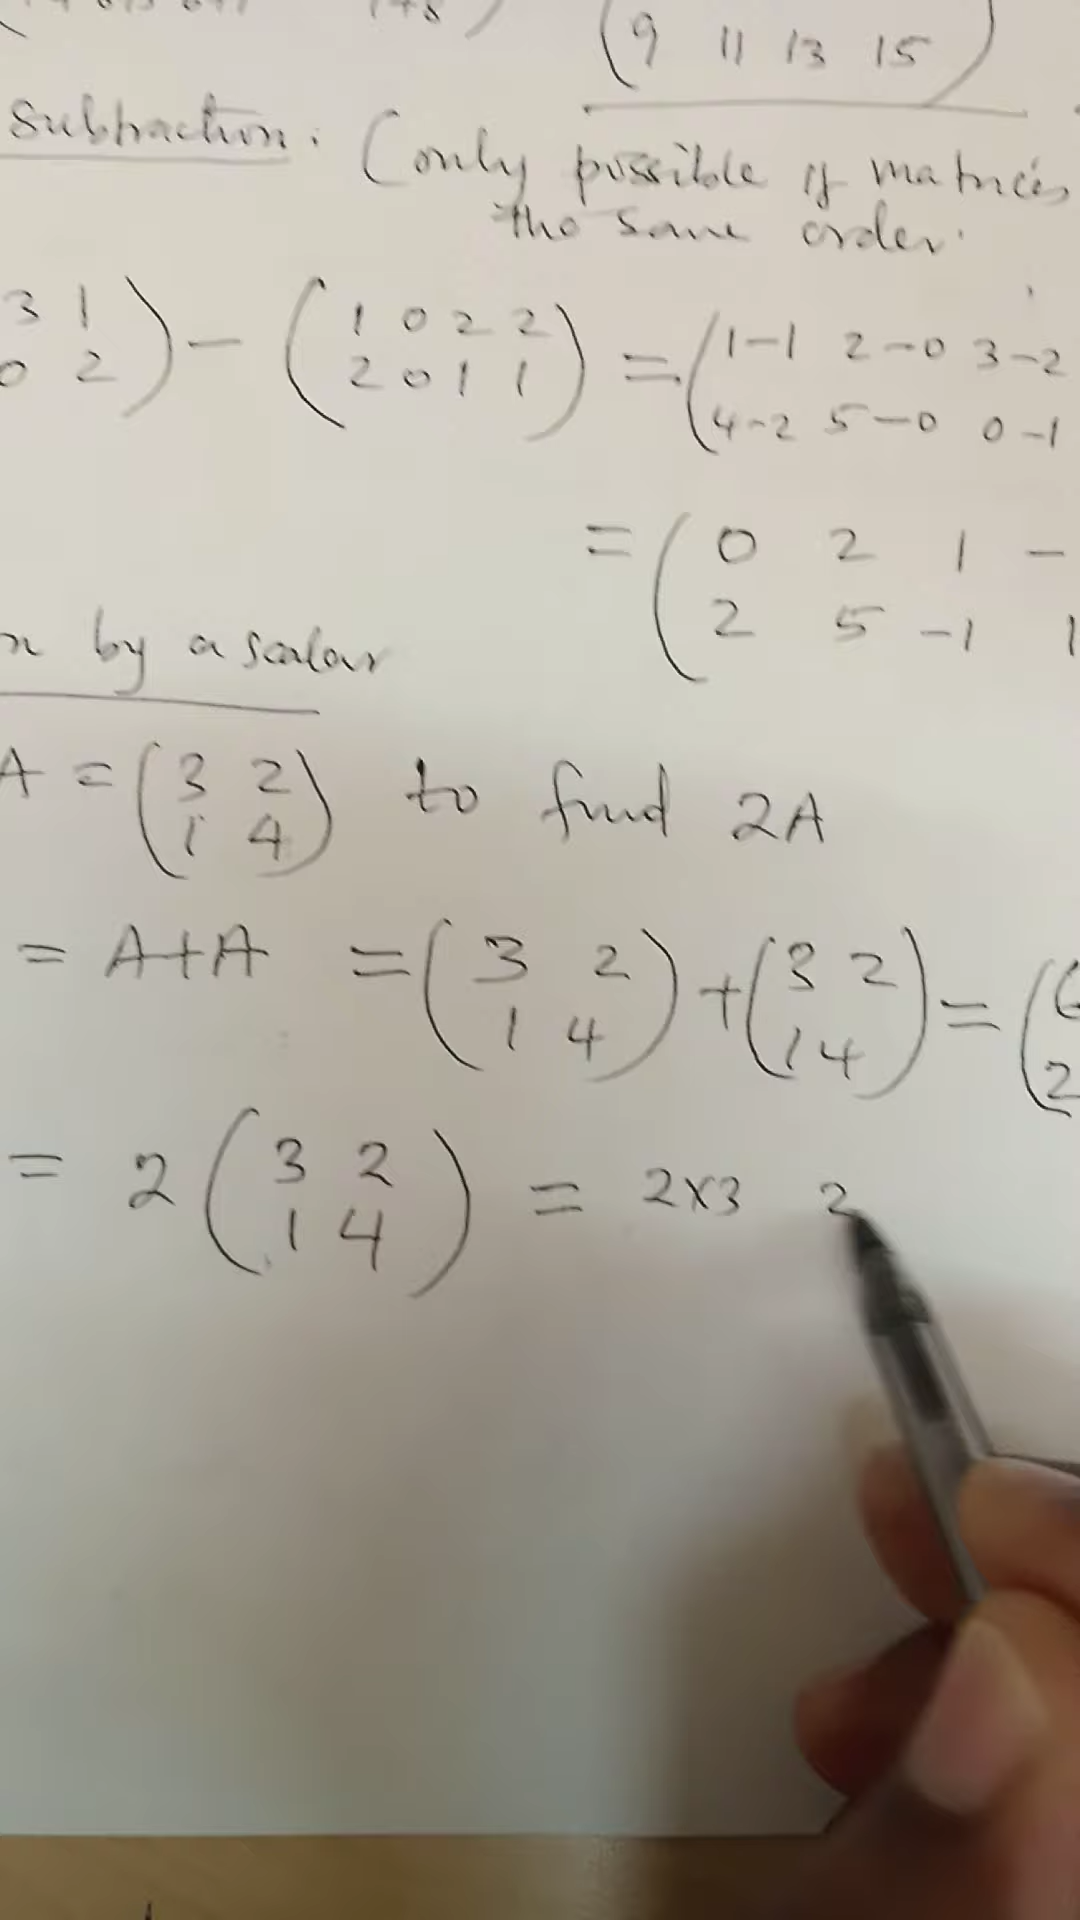 (9 11 13 15)
Subtraction. (only possible if matrices
the same order.
3 1) - (1 0 2 2) = (1-1 2-0 3-2
0 2) (2 0 1 1) (4-2 5-0 0-1
= (0 2 1 -
(2 5 -1 1
by a scalar
A = (3 2) to find 2A
(1 4)
= A+A = (3 2) + (3 2) = (
(1 4) (1 4) (2
= 2 (3 2) = 2×3 2
(1 4)